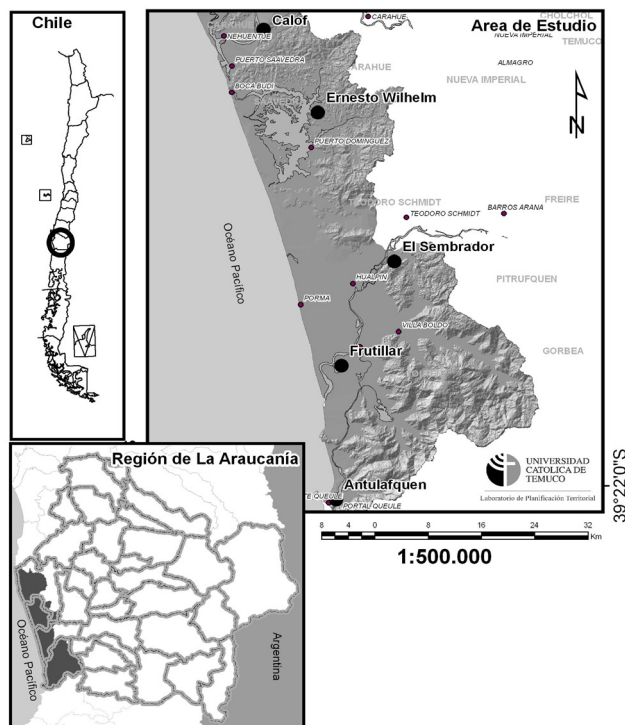 Chile
Area de Estudio
Calof
CARAHUE
CHOLCHOL
NUEVA IMPERIAL
TEMUCO
NEHUENTUE
ALMAGRO
PUERTO SAAVEDRA
ARAHUE
NUEVA IMPERIAL
BOCA BUDI
Ernesto Wilhelm
N
PUERTO DOMINGUEZ
TEODORO SCHMIDT
FREIRE
TEODORO SCHMIDT
BARROS ARANA
Océano Pacífico
El Sembrador
HUALPIN
PITRUFQUEN
PORMA
VILLA BOLDO
GORBEA
Frutillar
UNIVERSIDAD
CATOLICA DE
TEMUCO
Laboratorio de Planificación Territorial
Antulafquen
TE QUEULE
PORTAL QUEULE
39°22'0"S
8 4 0 8 16 24 32
Km
1:500.000
Región de La Araucanía
Océano Pacífico
Argentina